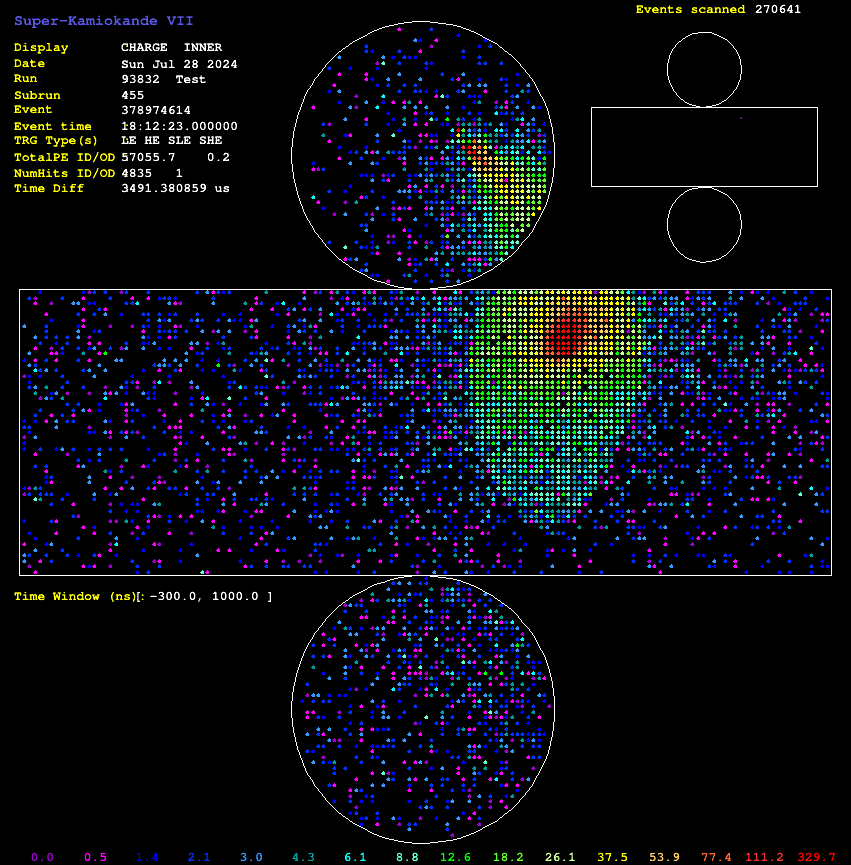 Super-Kamiokande VII
Events scanned 270641
Display CHARGE INNER
Date Sun Jul 28 2024
Run 93832 Test
Subrun 455
Event 378974614
Event time 18:12:23.000000
TRG Type(s) LE HE SLE SHE
TotalPE ID/OD 57055.7 0.2
NumHits ID/OD 4835 1
Time Diff 3491.380859 us
Time Window (ns)[: -300.0, 1000.0 ]
0.0 0.5 1.4 2.1 3.0 4.3 6.1 8.8 12.6 18.2 26.1 37.5 53.9 77.4 111.2 329.7